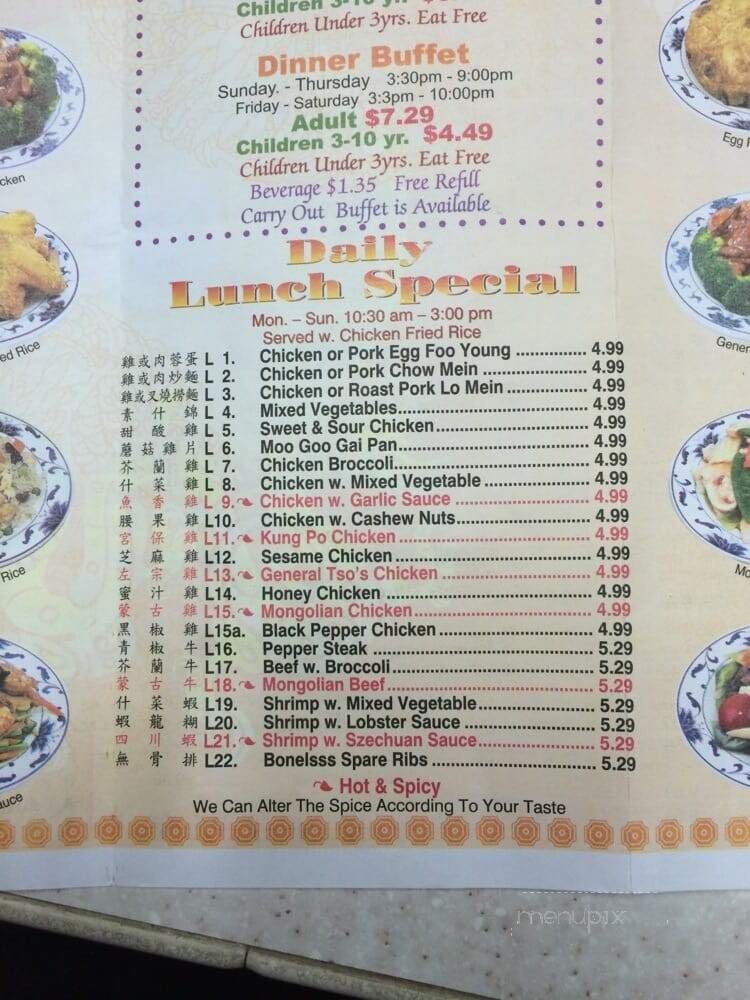 Children 3-10 yr.
Children Under 3yrs. Eat Free
Dinner Buffet
Sunday. - Thursday 3:30pm - 9:00pm
Friday - Saturday 3:3pm - 10:00pm
Adult $7.29
Children 3-10 yr. $4.49
Children Under 3yrs. Eat Free
Beverage $1.35 Free Refill
Carry Out Buffet is Available
Daily
Lunch Special
Mon. – Sun. 10:30 am – 3:00 pm
Served w. Chicken Fried Rice
雞或肉蓉蛋 L 1. Chicken or Pork Egg Foo Young ................ 4.99
雞或肉炒麵 L 2. Chicken or Pork Chow Mein ........................ 4.99
雞或叉燒撈麵 L 3. Chicken or Roast Pork Lo Mein .................. 4.99
素什錦 L 4. Mixed Vegetables........................................ 4.99
甜酸雞 L 5. Sweet & Sour Chicken................................ 4.99
蘑菇雞片 L 6. Moo Goo Gai Pan........................................ 4.99
芥蘭雞 L 7. Chicken Broccoli......................................... 4.99
什菜雞 L 8. Chicken w. Mixed Vegetable ...................... 4.99
魚香雞 L 9. Chicken w. Garlic Sauce ............................ 4.99
腰果雞 L10. Chicken w. Cashew Nuts............................ 4.99
宮保雞 L11. Kung Po Chicken ........................................ 4.99
芝麻雞 L12. Sesame Chicken ........................................ 4.99
左宗雞 L13. General Tso's Chicken .............................. 4.99
蜜汁雞 L14. Honey Chicken .......................................... 4.99
蒙古雞 L15. Mongolian Chicken.................................... 4.99
黑椒雞 L15a. Black Pepper Chicken ................................ 4.99
青椒牛 L16. Pepper Steak ............................................. 5.29
芥蘭牛 L17. Beef w. Broccoli......................................... 5.29
蒙古牛 L18. Mongolian Beef.......................................... 5.29
什菜蝦 L19. Shrimp w. Mixed Vegetable....................... 5.29
蝦龍糊 L20. Shrimp w. Lobster Sauce .......................... 5.29
四川蝦 L21. Shrimp w. Szechuan Sauce....................... 5.29
無骨排 L22. Bonelsss Spare Ribs ................................. 5.29
Hot & Spicy
We Can Alter The Spice According To Your Taste
cken
ed Rice
Rice
auce
Egg F
Gener
Mo
menupix